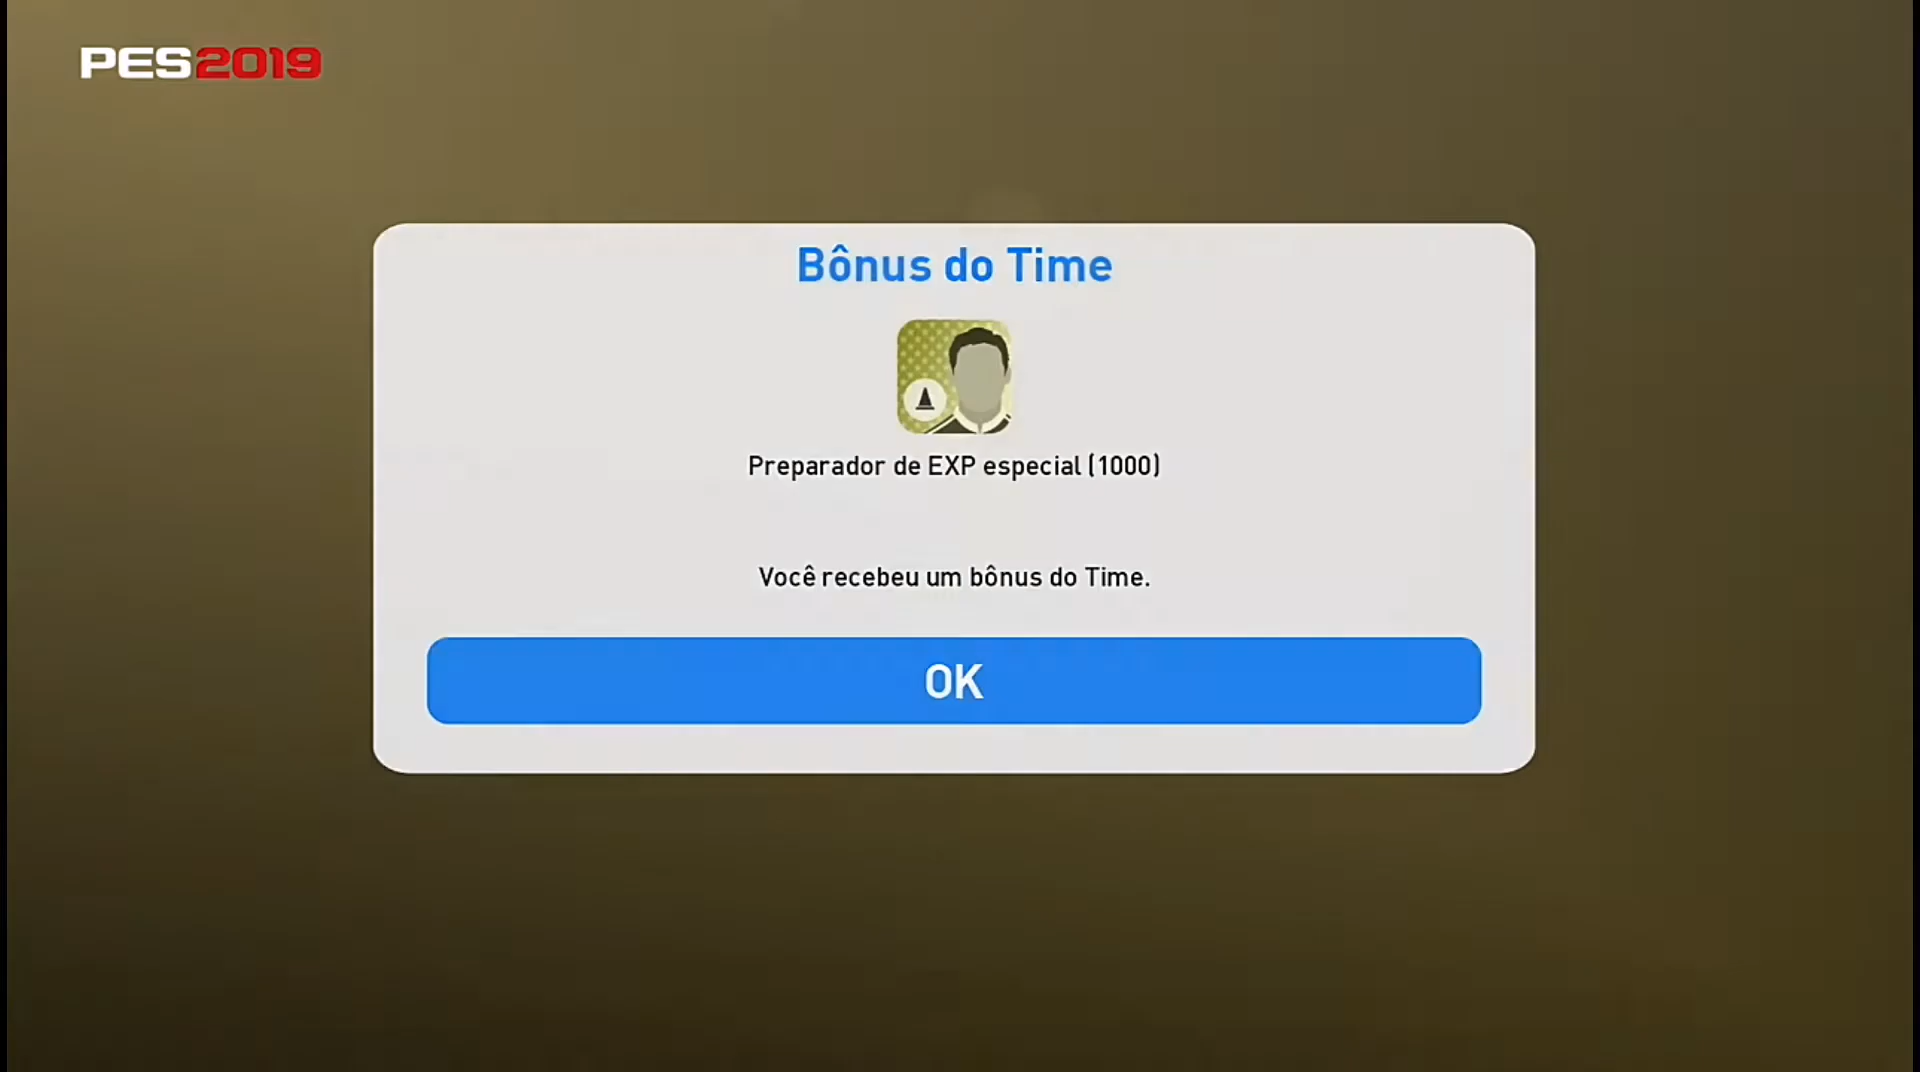 PES2019
Bônus do Time
Preparador de EXP especial (1000)
Você recebeu um bônus do Time.
OK